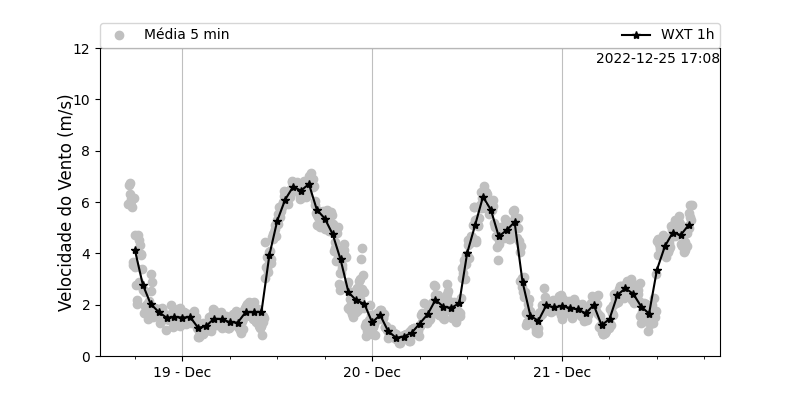 Média 5 min
WXT 1h
2022-12-25 17:08
Velocidade do Vento (m/s)
12
10
8
6
4
2
0
19 - Dec
20 - Dec
21 - Dec